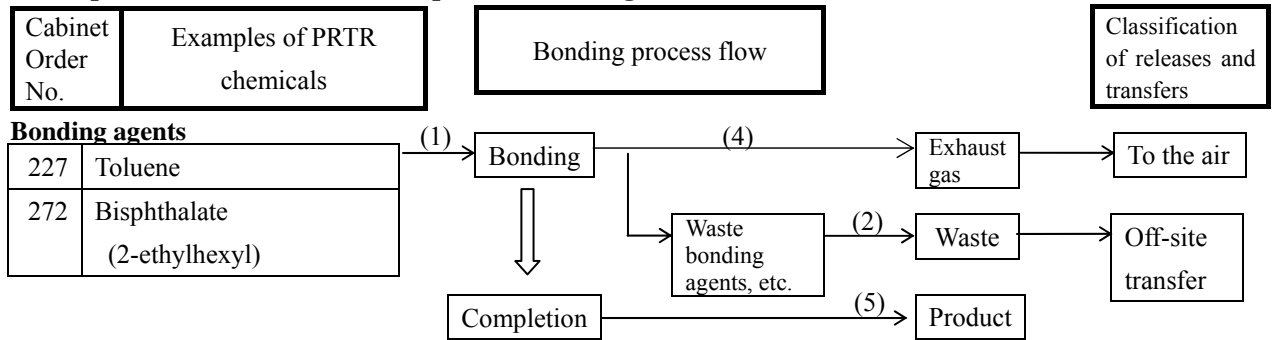 Cabinet
Order
No.
Examples of PRTR
chemicals
Bonding process flow
Classification
of releases and
transfers
Bonding agents
227 Toluene
272 Bisphthalate
(2-ethylhexyl)
(1)
Bonding
(4)
Exhaust
gas
To the air
Waste
bonding
agents, etc.
(2)
Waste
Off-site
transfer
Completion
(5)
Product